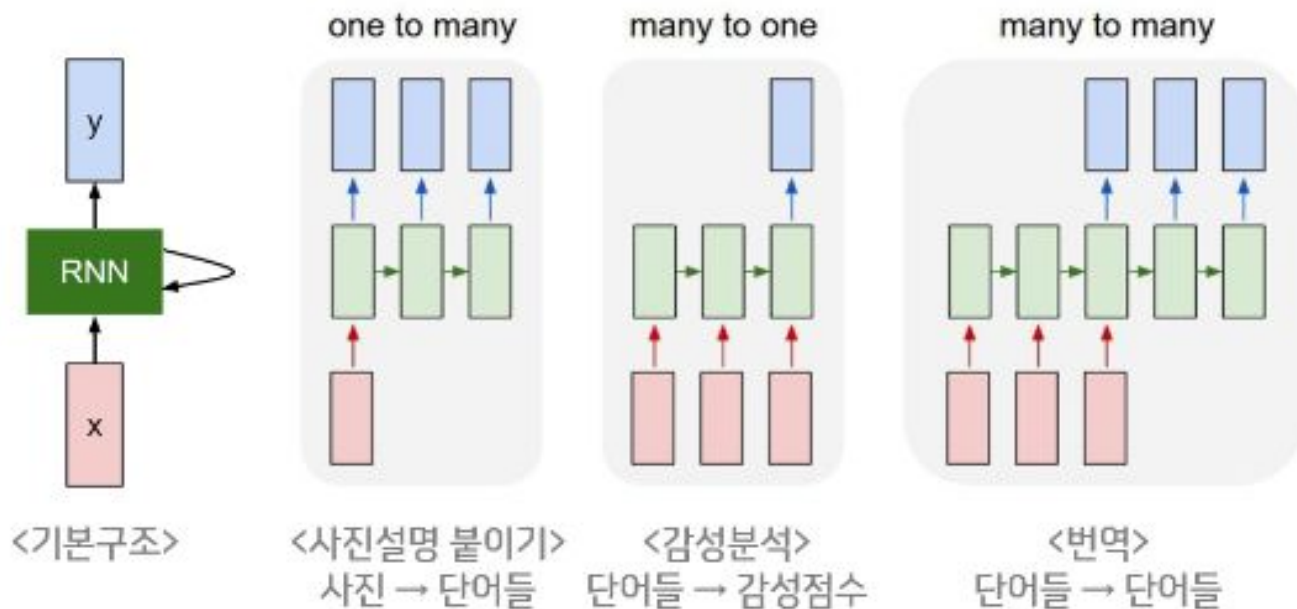 one to many
many to one
many to many
y
RNN
x
<기본구조>
<사진설명 붙이기>
사진 → 단어들
<감성분석>
단어들 → 감성점수
<번역>
단어들 → 단어들